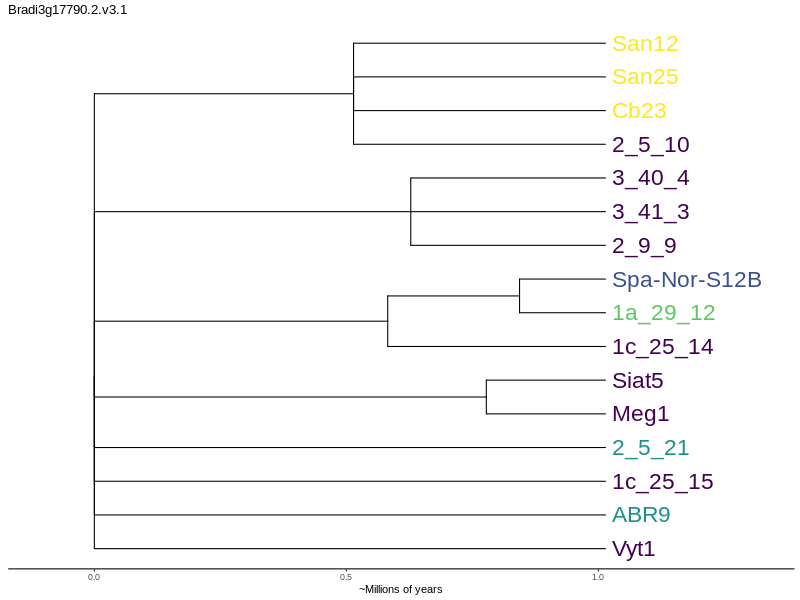 Bradi3g17790.2.v3.1
San12
San25
Cb23
2_5_10
3_40_4
3_41_3
2_9_9
Spa-Nor-S12B
1a_29_12
1c_25_14
Siat5
Meg1
2_5_21
1c_25_15
ABR9
Vyt1
0.0 0.5 1.0
~Millions of years